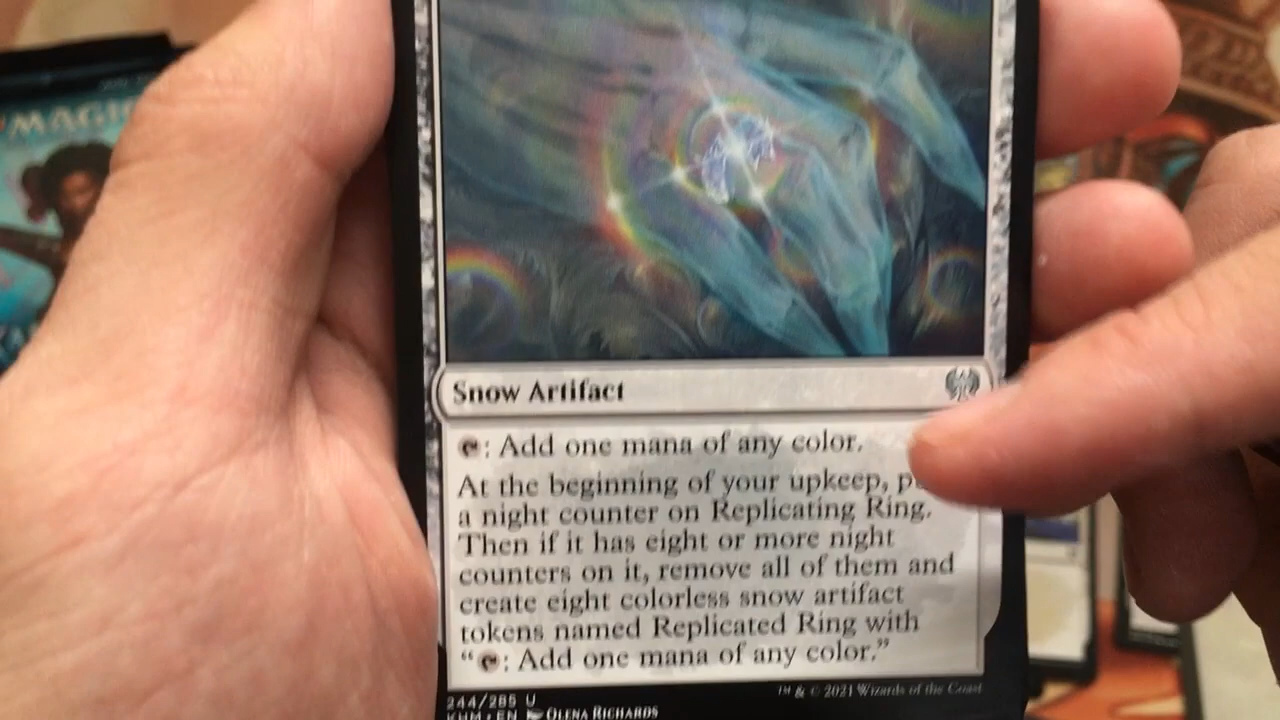 MAGIC
Snow Artifact
: Add one mana of any color.
At the beginning of your upkeep,
a night counter on Replicating Ring.
Then if it has eight or more night
counters on it, remove all of them and
create eight colorless snow artifact
tokens named Replicated Ring with
“: Add one mana of any color.”
244/285 U
™ & © 2021 Wizards of the Coast
KHM • EN OLENA RICHARDS